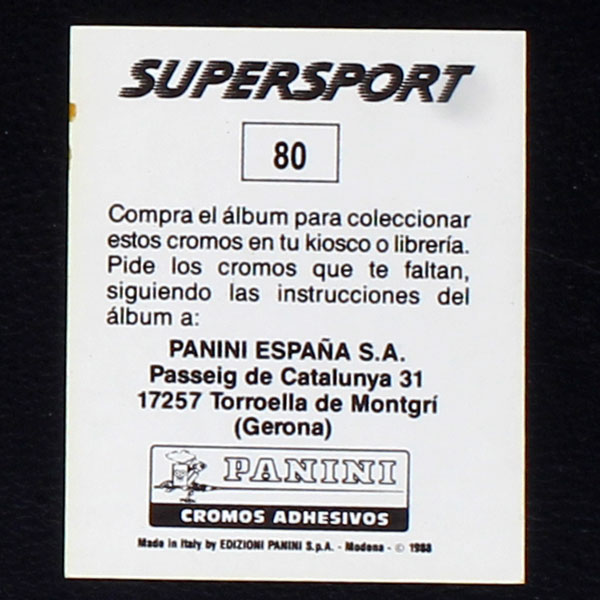 SUPERSPORT
80
Compra el álbum para coleccionar
estos cromos en tu kiosco o librería.
Pide los cromos que te faltan,
siguiendo las instrucciones del
álbum a:
PANINI ESPAÑA S.A.
Passeig de Catalunya 31
17257 Torroella de Montgrí
(Gerona)
PANINI
CROMOS ADHESIVOS
Made in Italy by EDIZIONI PANINI S.p.A. - Modena - © 1988